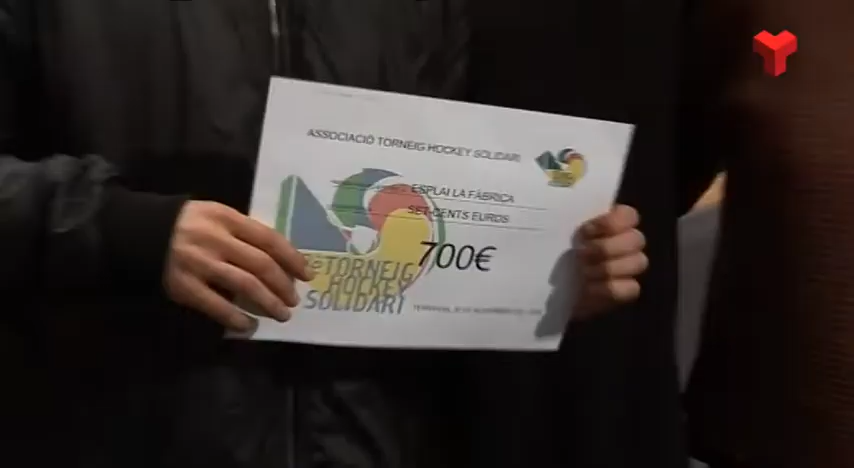 ASSOCIACIÓ TORNEIG HOCKEY SOLIDARI
ESPLAI LA FÀBRICA
SET-CENTS EUROS
700€
TORNEIG
HOCKEY
SOLIDARI